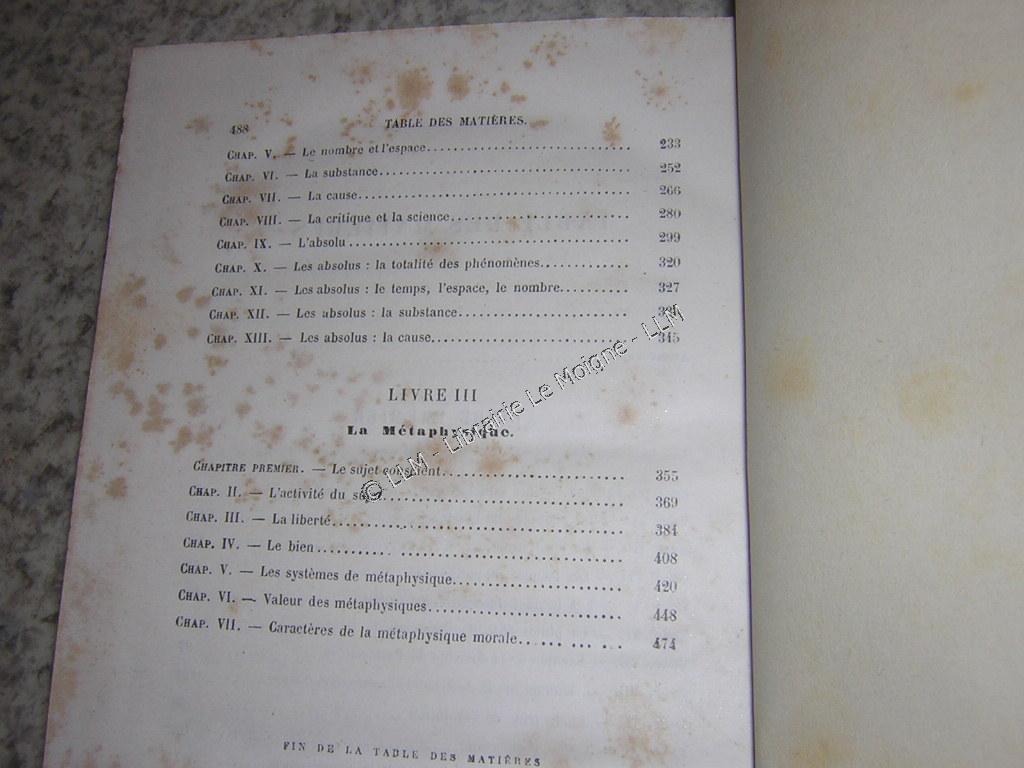 488 TABLE DES MATIÈRES.
CHAP. V. — Le nombre et l'espace.............................. 233
CHAP. VI. — La substance...................................... 252
CHAP. VII. — La cause......................................... 266
CHAP. VIII. — La critique et la science........................... 280
CHAP. IX. — L'absolu......................................... 299
CHAP. X. — Les absolus : la totalité des phénomènes............. 320
CHAP. XI. — Les absolus : le temps, l'espace, le nombre.......... 327
CHAP. XII. — Les absolus : la substance.........................
CHAP. XIII. — Les absolus : la cause............................. 345
LIVRE III
La Métaphysique.
CHAPITRE PREMIER. — Le sujet conscient........................... 355
CHAP. II. — L'activité du sujet................................... 369
CHAP. III. — La liberté.......................................... 384
CHAP. IV. — Le bien............................................ 408
CHAP. V. — Les systèmes de métaphysique......................... 420
CHAP. VI. — Valeur des métaphysiques............................ 448
CHAP. VII. — Caractères de la métaphysique morale................ 474
FIN DE LA TABLE DES MATIÈRES
© LLM - Librairie Le Moigne - LLM